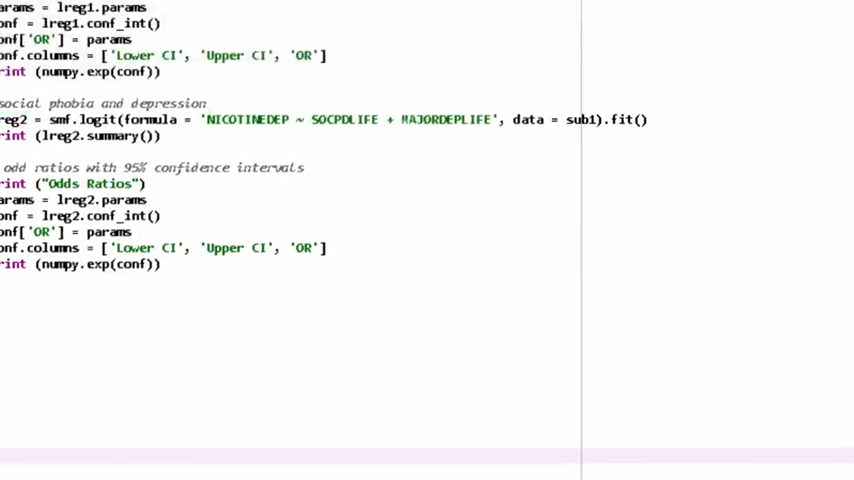 arams = lreg1.params
onf = lreg1.conf_int()
onf['OR'] = params
onf.columns = ['Lower CI', 'Upper CI', 'OR']
rint (numpy.exp(conf))
social phobia and depression
reg2 = smf.logit(formula = 'NICOTINEDEP ~ SOCPDLIFE + MAJORDEPLIFE', data = sub1).fit()
rint (lreg2.summary())
odd ratios with 95% confidence intervals
rint ("Odds Ratios")
arams = lreg2.params
onf = lreg2.conf_int()
onf['OR'] = params
onf.columns = ['Lower CI', 'Upper CI', 'OR']
rint (numpy.exp(conf))